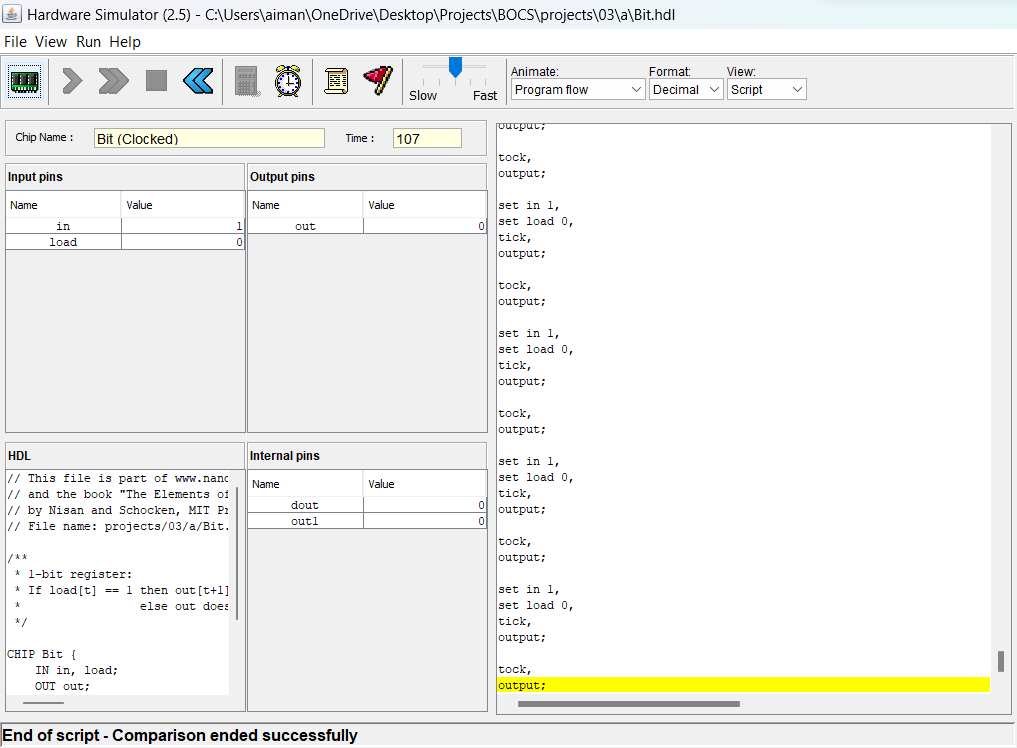 Hardware Simulator (2.5) - C:\Users\aiman\OneDrive\Desktop\Projects\BOCS\projects\03\a\Bit.hdl
File View Run Help
Slow Fast
Animate: Format: View:
Program flow Decimal Script
Chip Name : Bit (Clocked) Time : 107
Input pins
Name Value
in 1
load 0
Output pins
Name Value
out 0
HDL
// This file is part of www.nand
// and the book "The Elements of
// by Nisan and Schocken, MIT Pr
// File name: projects/03/a/Bit.
/**
* 1-bit register:
* If load[t] == 1 then out[t+1]
* else out does
*/
CHIP Bit {
IN in, load;
OUT out;
Internal pins
Name Value
dout 0
out1 0
output;
tock,
output;
set in 1,
set load 0,
tick,
output;
tock,
output;
set in 1,
set load 0,
tick,
output;
tock,
output;
set in 1,
set load 0,
tick,
output;
tock,
output;
set in 1,
set load 0,
tick,
output;
tock,
output;
End of script - Comparison ended successfully